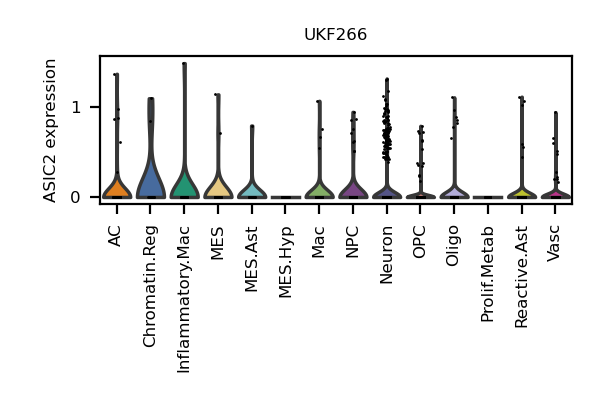 UKF266
ASIC2 expression
1
0
AC
Chromatin.Reg
Inflammatory.Mac
MES
MES.Ast
MES.Hyp
Mac
NPC
Neuron
OPC
Oligo
Prolif.Metab
Reactive.Ast
Vasc